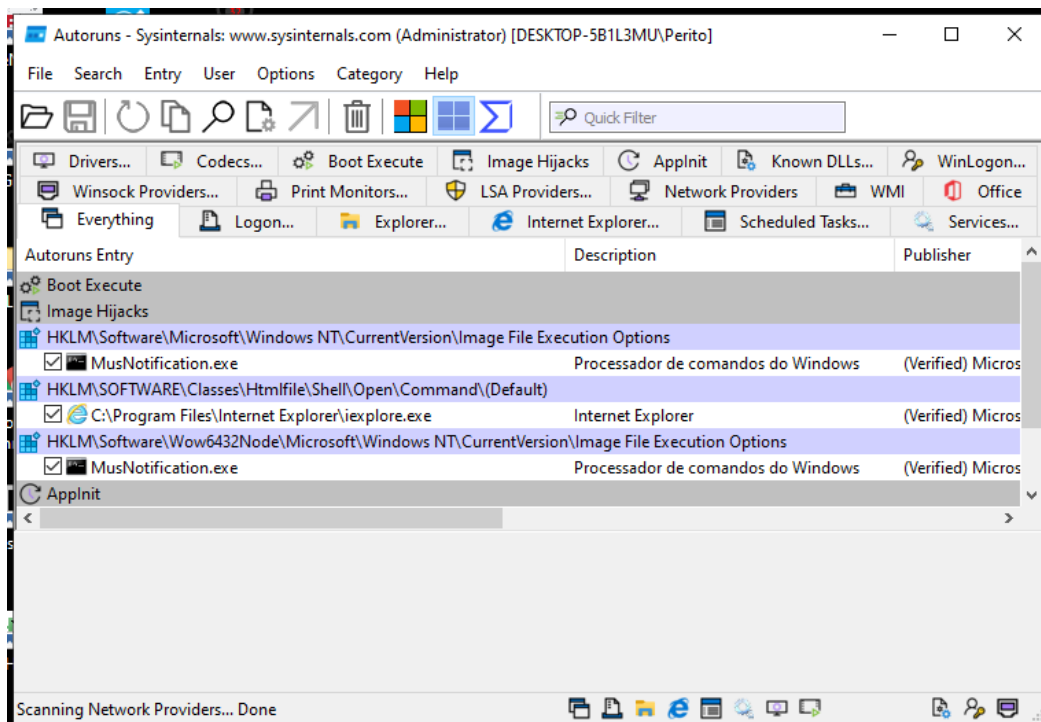 Autoruns - Sysinternals: www.sysinternals.com (Administrator) [DESKTOP-5B1L3MU\Perito]
File Search Entry User Options Category Help
Quick Filter
Drivers... Codecs... Boot Execute Image Hijacks AppInit Known DLLs... WinLogon...
Winsock Providers... Print Monitors... LSA Providers... Network Providers WMI Office
Everything Logon... Explorer... Internet Explorer... Scheduled Tasks... Services...
Autoruns Entry Description Publisher
Boot Execute
Image Hijacks
HKLM\Software\Microsoft\Windows NT\CurrentVersion\Image File Execution Options
MusNotification.exe Processador de comandos do Windows (Verified) Micros
HKLM\SOFTWARE\Classes\Htmlfile\Shell\Open\Command\(Default)
C:\Program Files\Internet Explorer\iexplore.exe Internet Explorer (Verified) Micros
HKLM\Software\Wow6432Node\Microsoft\Windows NT\CurrentVersion\Image File Execution Options
MusNotification.exe Processador de comandos do Windows (Verified) Micros
AppInit
Scanning Network Providers... Done